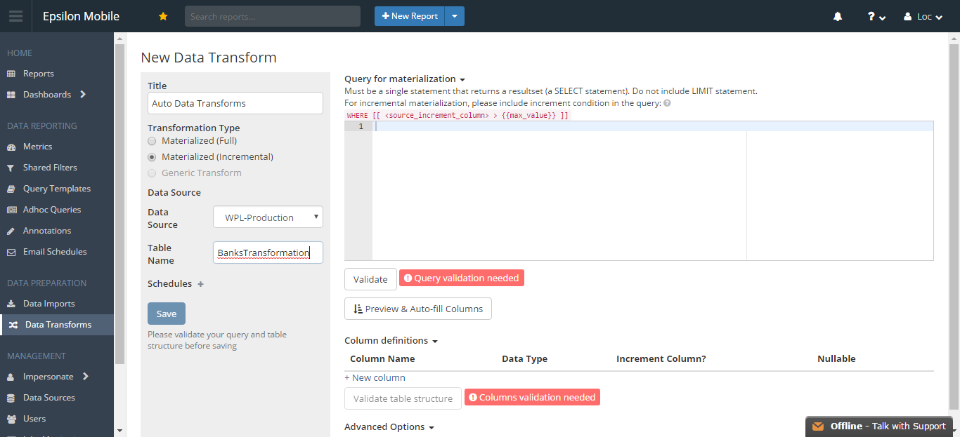 Epsilon Mobile
Search reports...
+ New Report
?
Loc
HOME
Reports
Dashboards
DATA REPORTING
Metrics
Shared Filters
Query Templates
Adhoc Queries
Annotations
Email Schedules
DATA PREPARATION
Data Imports
Data Transforms
MANAGEMENT
Impersonate
Data Sources
Users
New Data Transform
Title
Auto Data Transforms
Transformation Type
Materialized (Full)
Materialized (Incremental)
Generic Transform
Data Source
Data
Source
WPL-Production
Table
Name
BanksTransformation
Schedules +
Save
Please validate your query and table
structure before saving
Query for materialization
Must be a single statement that returns a resultset (a SELECT statement). Do not include LIMIT statement.
For incremental materialization, please include increment condition in the query: ?
WHERE [[ <source_increment_column> > {{max_value}} ]]
1
Validate
! Query validation needed
Preview & Auto-fill Columns
Column definitions
Column Name Data Type Increment Column? Nullable
+ New column
Validate table structure
! Columns validation needed
Advanced Options
Offline - Talk with Support